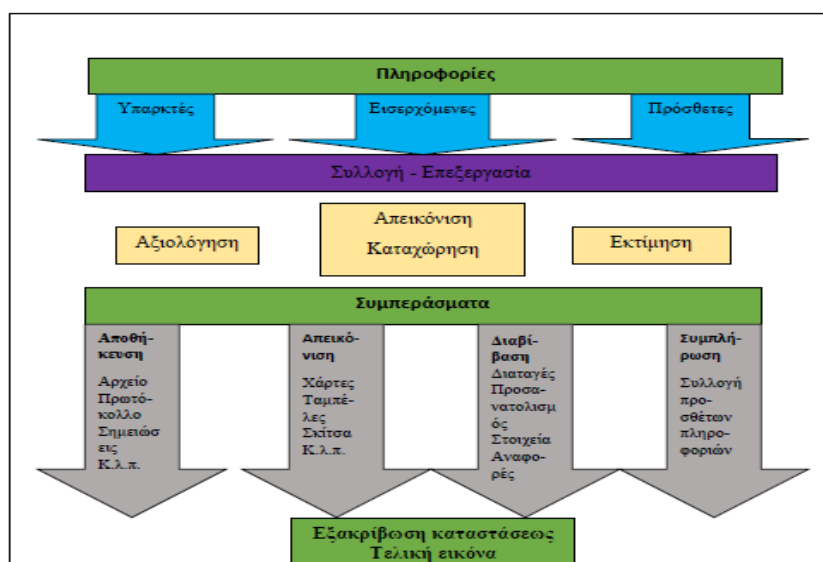 Πληροφορίες
Υπαρκτές
Εισερχόμενες
Πρόσθετες
Συλλογή - Επεξεργασία
Αξιολόγηση
Απεικόνιση
Καταχώρηση
Εκτίμηση
Συμπεράσματα
Αποθή-
κευση
Αρχείο
Πρωτό-
κολλο
Σημειώσ
εις
Κ.λ.π.
Απεικό-
νιση
Χάρτες
Ταμπέ-
λες
Σκίτσα
Κ.λ.π.
Διαβί-
βαση
Διαταγές
Προσα-
νατολισμ
ός
Στοιχεία
Αναφο-
ρές
Συμπλή-
ρωση
Συλλογή
προ-
σθέτων
πληρο-
φοριών
Εξακρίβωση καταστάσεως
Τελική εικόνα